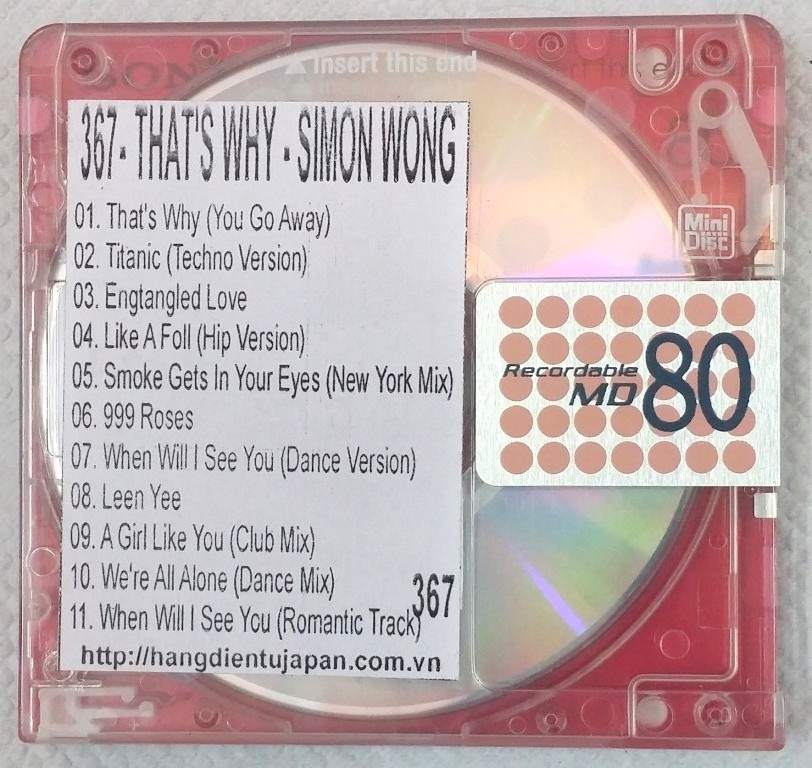 SONY
Insert this end
367- THAT'S WHY - SIMON WONG
01. That's Why (You Go Away)
02. Titanic (Techno Version)
03. Engtangled Love
04. Like A Foll (Hip Version)
05. Smoke Gets In Your Eyes (New York Mix)
06. 999 Roses
07. When Will I See You (Dance Version)
08. Leen Yee
09. A Girl Like You (Club Mix)
10. We're All Alone (Dance Mix)
367
11. When Will I See You (Romantic Track)
http://hangdientujapan.com.vn
Mini
Disc
Recordable
MD 80